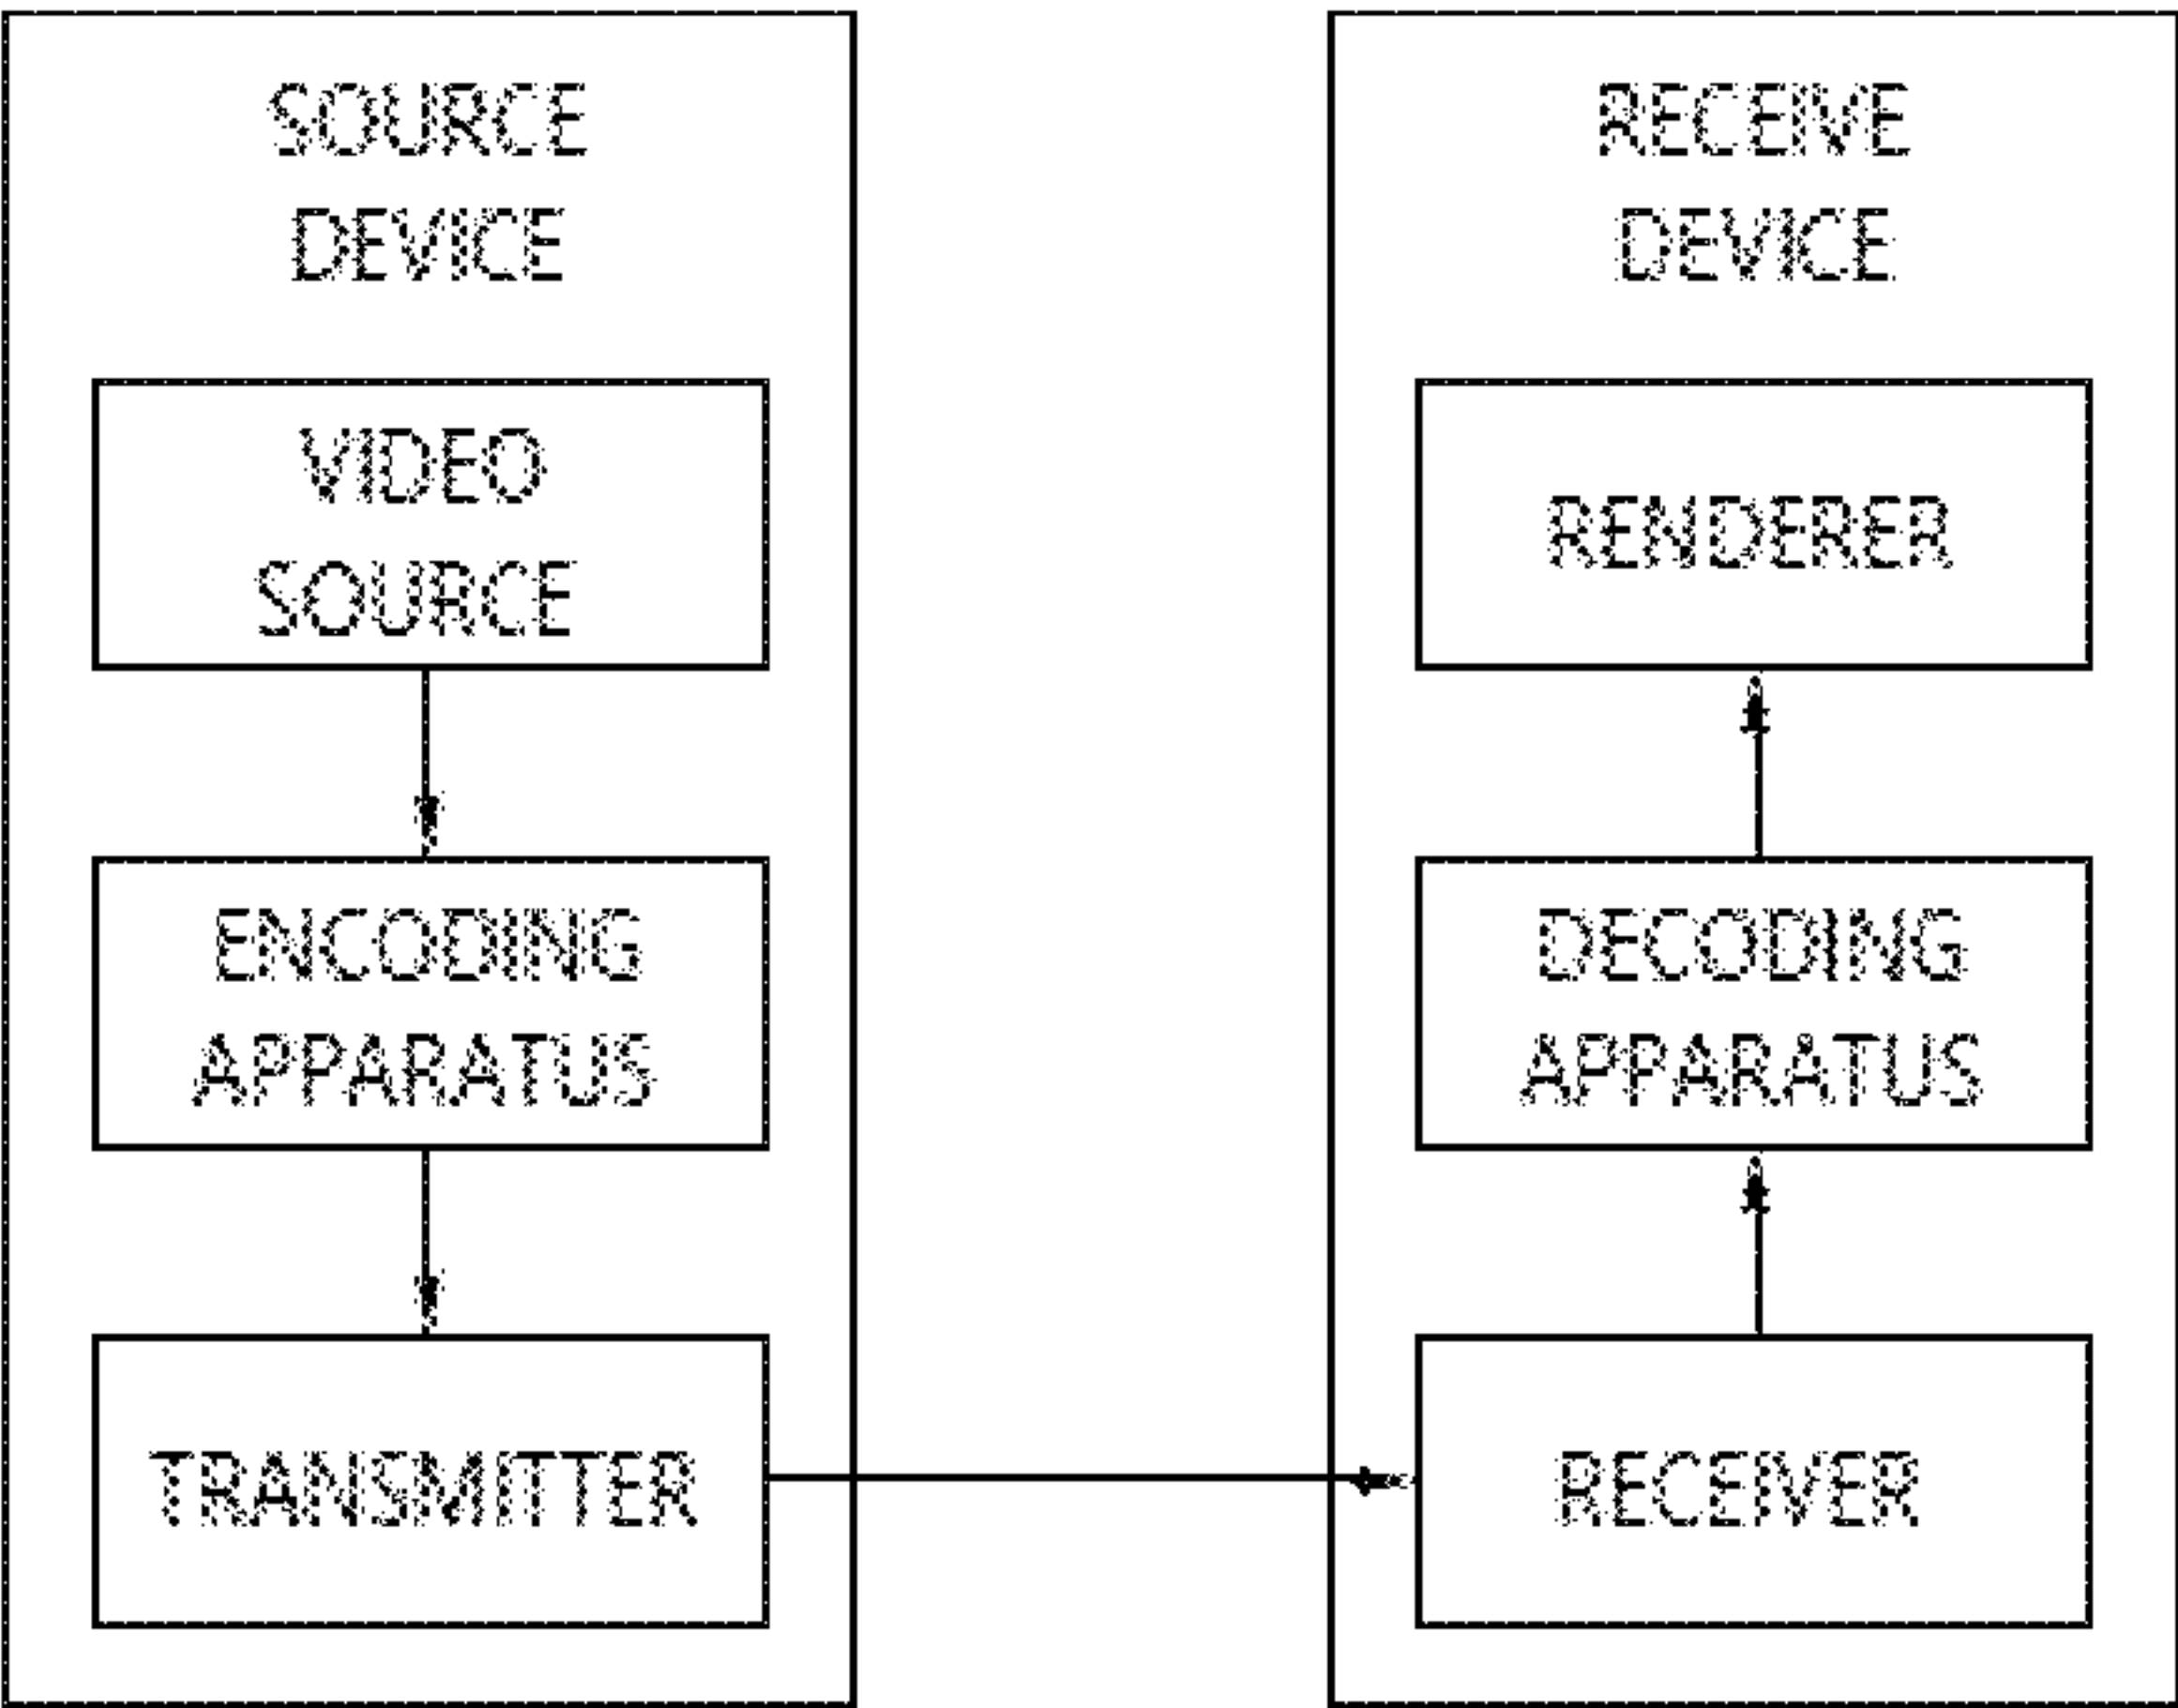 SOURCE
DEVICE
VIDEO
SOURCE
ENCODING
APPARATUS
TRANSMITTER
RECEIVE
DEVICE
RENDERER
DECODING
APPARATUS
RECEIVER